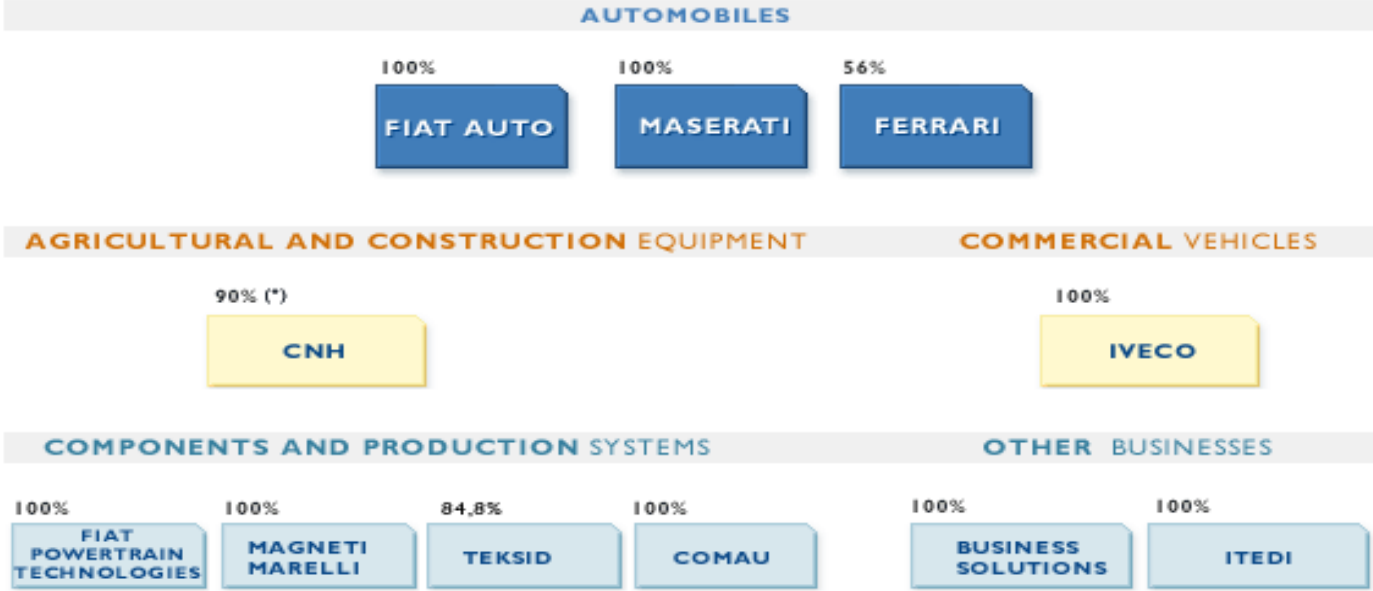 AUTOMOBILES
100% 100% 56%
FIAT AUTO MASERATI FERRARI
AGRICULTURAL AND CONSTRUCTION EQUIPMENT COMMERCIAL VEHICLES
90% (*) 100%
CNH IVECO
COMPONENTS AND PRODUCTION SYSTEMS OTHER BUSINESSES
100% 100% 84,8% 100% 100% 100%
FIAT
POWERTRAIN
TECHNOLOGIES
MAGNETI
MARELLI
TEKSID
COMAU
BUSINESS
SOLUTIONS
ITEDI